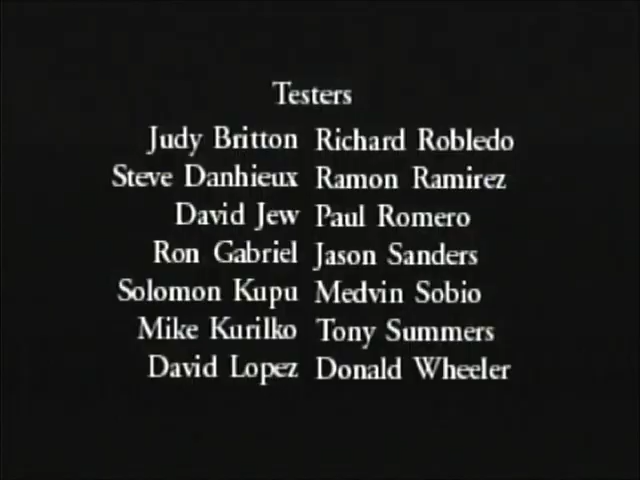 Testers
Judy Britton Richard Robledo
Steve Danhieux Ramon Ramirez
David Jew Paul Romero
Ron Gabriel Jason Sanders
Solomon Kupu Medvin Sobio
Mike Kurilko Tony Summers
David Lopez Donald Wheeler